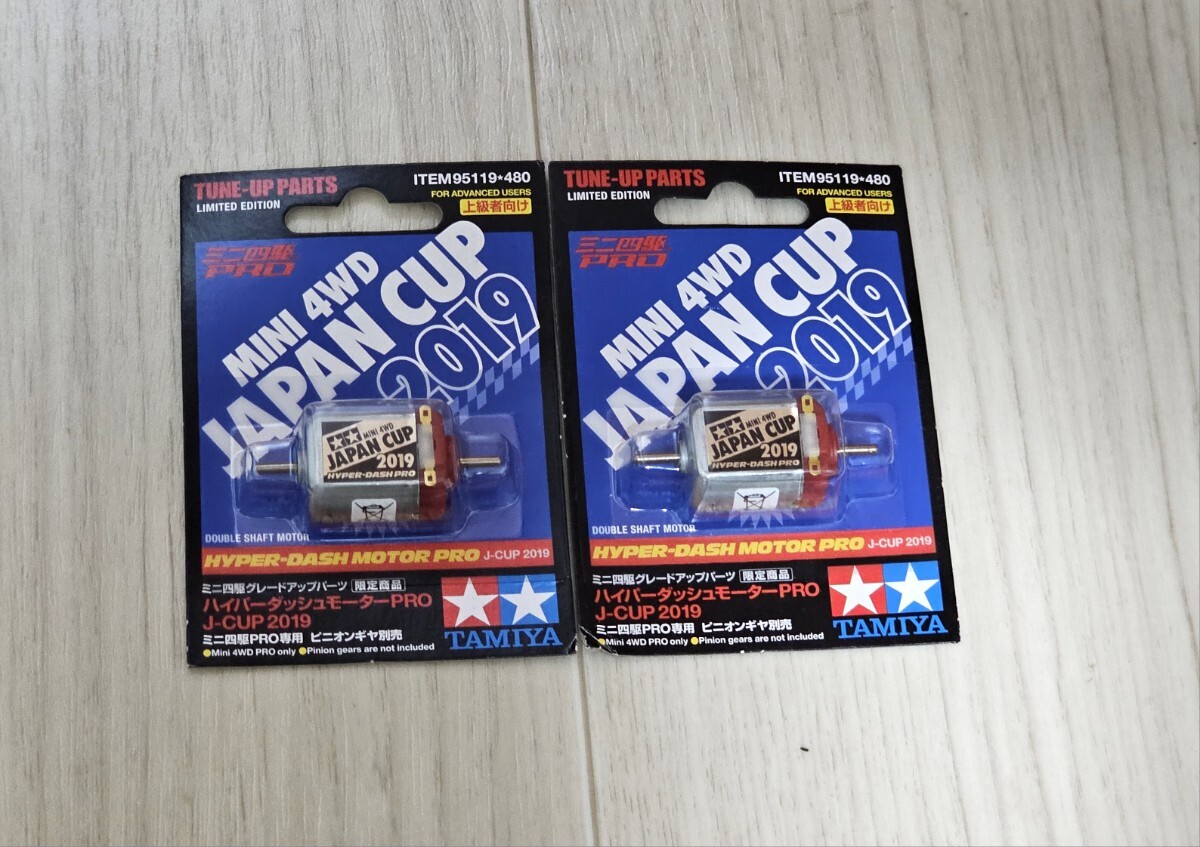 TUNE-UP PARTS
LIMITED EDITION
ITEM95119*480
FOR ADVANCED USERS
上級者向け
ミニ四駆
PRO
MINI 4WD
JAPAN CUP
2019
MINI 4WD
JAPAN CUP
2019
HYPER-DASH PRO
DOUBLE SHAFT MOTOR
HYPER-DASH MOTOR PRO J-CUP 2019
ミニ四駆グレードアップパーツ 限定商品
ハイパーダッシュモーターPRO
J-CUP 2019
ミニ四駆PRO専用 ピニオンギヤ別売
●Mini 4WD PRO only ●Pinion gears are not included
TAMIYA
TUNE-UP PARTS
LIMITED EDITION
ITEM95119*480
FOR ADVANCED USERS
上級者向け
ミニ四駆
PRO
MINI 4WD
JAPAN CUP
2019
MINI 4WD
JAPAN CUP
2019
HYPER-DASH PRO
DOUBLE SHAFT MOTOR
HYPER-DASH MOTOR PRO J-CUP 2019
ミニ四駆グレードアップパーツ 限定商品
ハイパーダッシュモーターPRO
J-CUP 2019
ミニ四駆PRO専用 ピニオンギヤ別売
●Mini 4WD PRO only ●Pinion gears are not included
TAMIYA